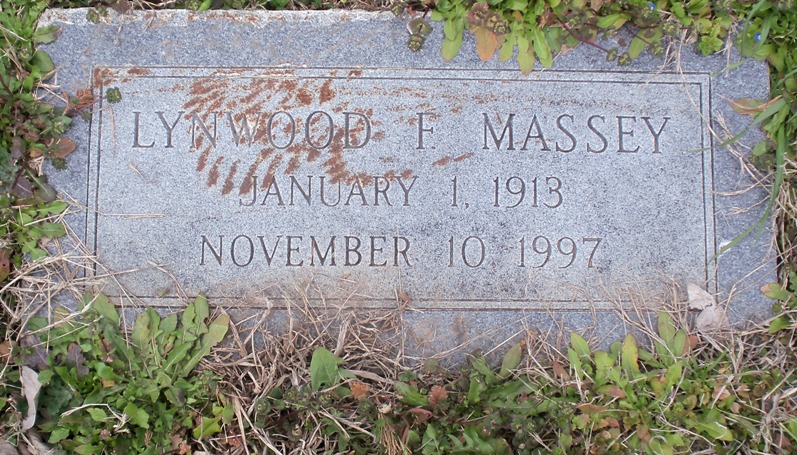 LYNWOOD F MASSEY
JANUARY 1, 1913
NOVEMBER 10 1997